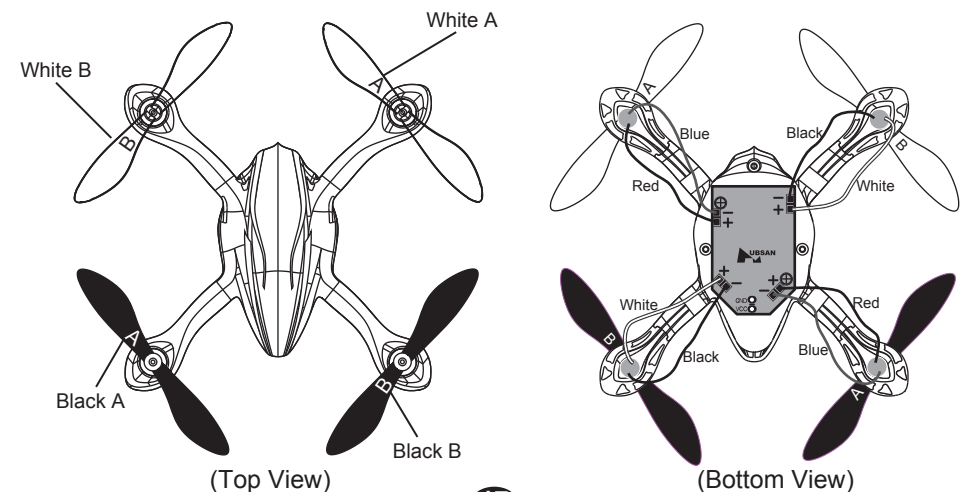 White A
White B
A
B
A
B
Black A
Black B
(Top View)
A
Blue
Black
B
Red
White
−
+
−
+
UBSAN
+
−
+
−
GND
VCC
White
Red
B
Black
Blue
A
(Bottom View)